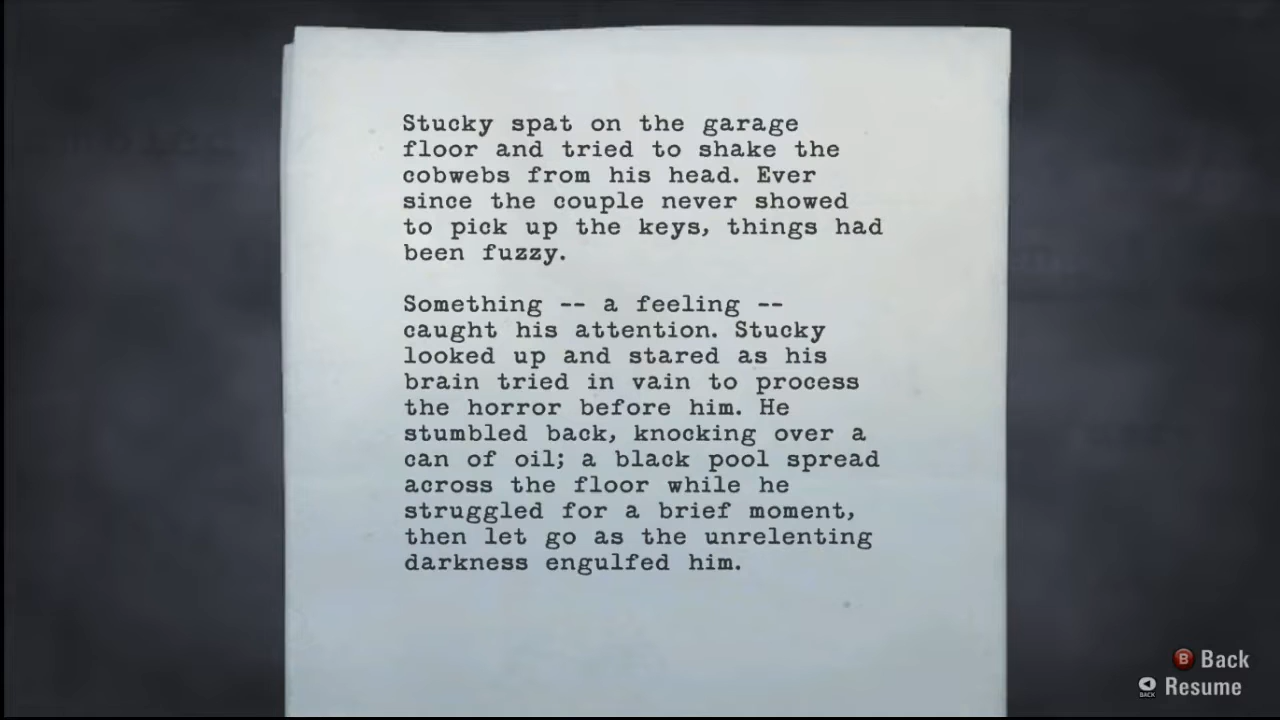 Stucky spat on the garage
floor and tried to shake the
cobwebs from his head. Ever
since the couple never showed
to pick up the keys, things had
been fuzzy.
Something -- a feeling --
caught his attention. Stucky
looked up and stared as his
brain tried in vain to process
the horror before him. He
stumbled back, knocking over a
can of oil; a black pool spread
across the floor while he
struggled for a brief moment,
then let go as the unrelenting
darkness engulfed him.
B Back
BACK Resume